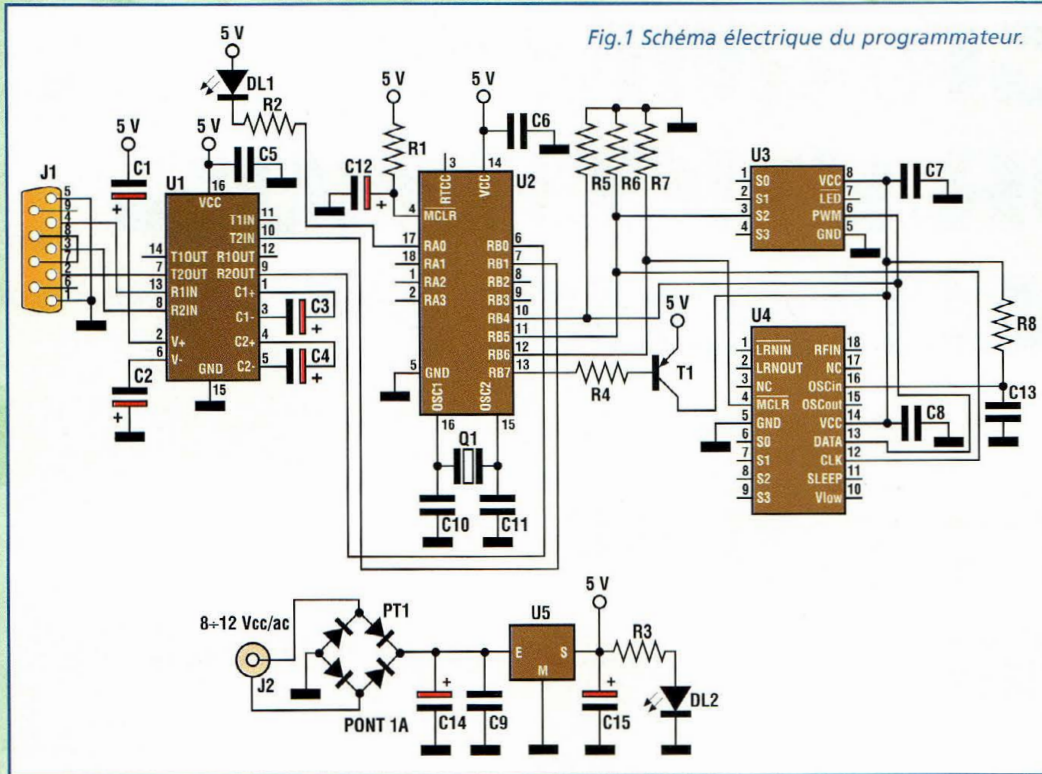 Fig.1 Schéma électrique du programmateur.
5 V
DL1
R2
5 V
5 V
5 V
5 V
C1
+
C5
C12
+
R1
3
RTCC
14
VCC
C6
U2
R5
R6
R7
J1
5
9
4
8
3
7
2
6
1
U1
16
VCC
T1IN
11
T2IN
10
14
T1OUT
R1OUT
12
7
T2OUT
R2OUT
9
13
R1IN
C1+
1
8
R2IN
C1-
3
C3
+
2
V+
C2+
4
6
V-
C2-
5
C4
+
GND
15
C2
+
4
MCLR
17
RA0
RB0
6
18
RA1
RB1
7
1
RA2
RB2
8
2
RA3
RB3
9
RB4
10
RB5
11
RB6
12
5
GND
RB7
13
OSC1
OSC2
16
15
Q1
C10
C11
R4
5 V
T1
U3
1
S0
VCC
8
2
S1
LED
7
3
S2
PWM
6
4
S3
GND
5
C7
R8
C13
U4
1
LRNIN
RFIN
18
2
LRNOUT
NC
17
3
NC
OSCin
16
4
MCLR
OSCout
15
5
GND
VCC
14
6
S0
DATA
13
7
S1
CLK
12
8
S2
SLEEP
11
9
S3
Vlow
10
C8
8÷12 Vcc/ac
J2
PT1
PONT 1A
+
C14
C9
U5
E
S
M
5 V
+
C15
R3
DL2